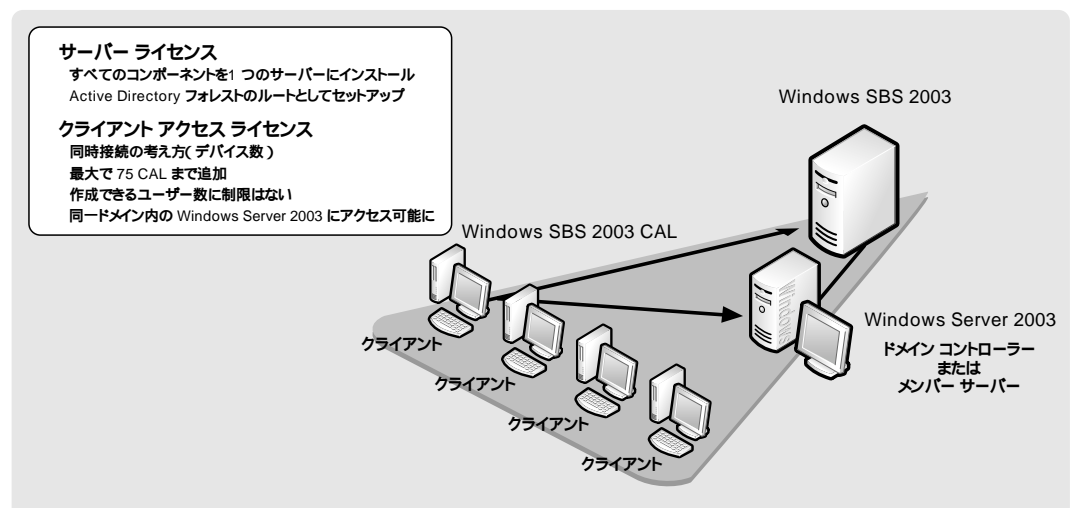 サーバー ライセンス
すべてのコンポーネントを1 つのサーバーにインストール
Active Directory フォレストのルートとしてセットアップ
クライアント アクセス ライセンス
同時接続の考え方(デバイス数)
最大で 75 CAL まで追加
作成できるユーザー数に制限はない
同一ドメイン内の Windows Server 2003 にアクセス可能に
Windows SBS 2003
Windows SBS 2003 CAL
Windows
Windows Server 2003
ドメイン コントローラー
または
メンバー サーバー
クライアント
クライアント
クライアント
クライアント